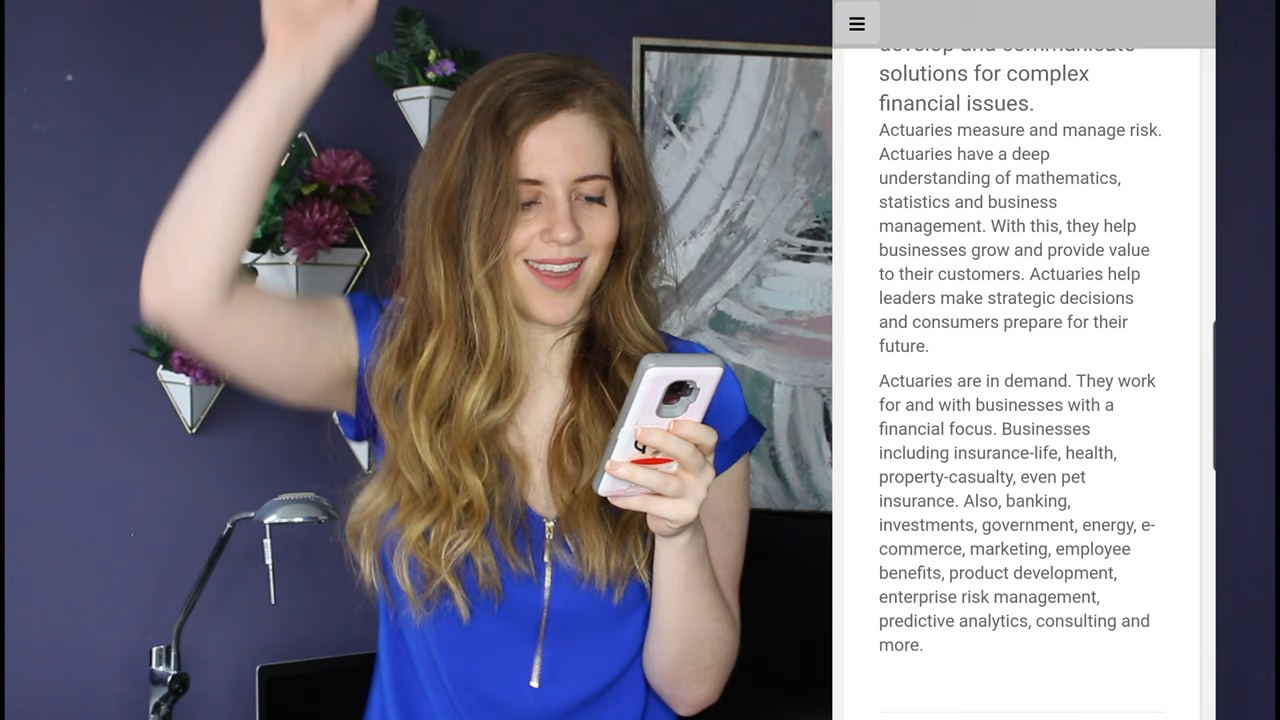 develop and communicate
solutions for complex
financial issues.
Actuaries measure and manage risk.
Actuaries have a deep
understanding of mathematics,
statistics and business
management. With this, they help
businesses grow and provide value
to their customers. Actuaries help
leaders make strategic decisions
and consumers prepare for their
future.
Actuaries are in demand. They work
for and with businesses with a
financial focus. Businesses
including insurance-life, health,
property-casualty, even pet
insurance. Also, banking,
investments, government, energy, e-
commerce, marketing, employee
benefits, product development,
enterprise risk management,
predictive analytics, consulting and
more.